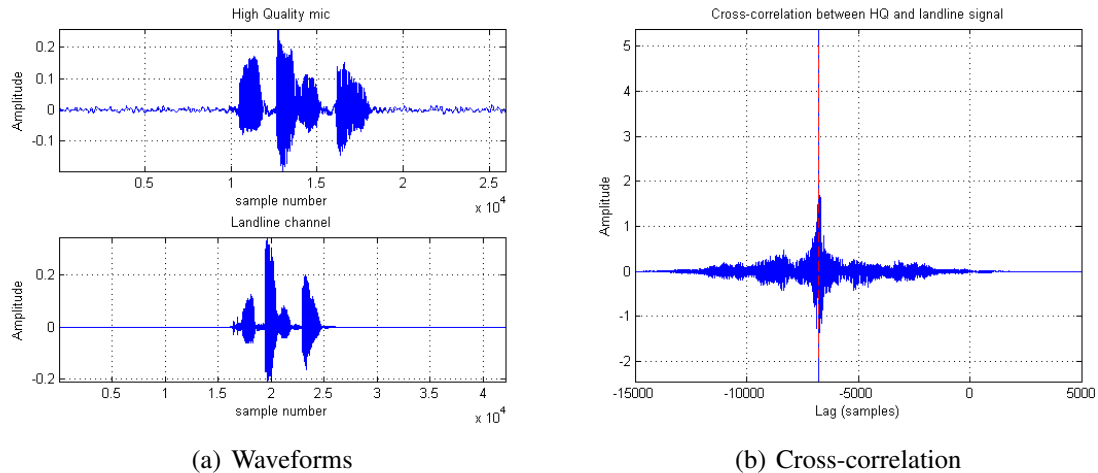 High Quality mic
0.2
0.1
0
-0.1
Amplitude
0.5 1 1.5 2 2.5
sample number
x 10^4
Landline channel
0.2
0
-0.2
Amplitude
0.5 1 1.5 2 2.5 3 3.5 4
sample number
x 10^4
(a) Waveforms
Cross-correlation between HQ and landline signal
5
4
3
2
1
0
-1
-2
Amplitude
-15000 -10000 -5000 0 5000
Lag (samples)
(b) Cross-correlation